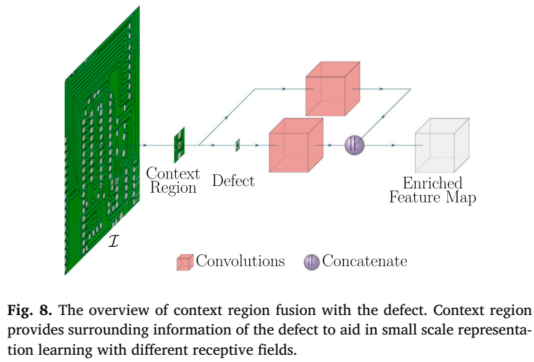 Context
Region
Defect
Enriched
Feature Map
I
Convolutions
Concatenate
Fig. 8. The overview of context region fusion with the defect. Context region
provides surrounding information of the defect to aid in small scale representa-
tion learning with different receptive fields.